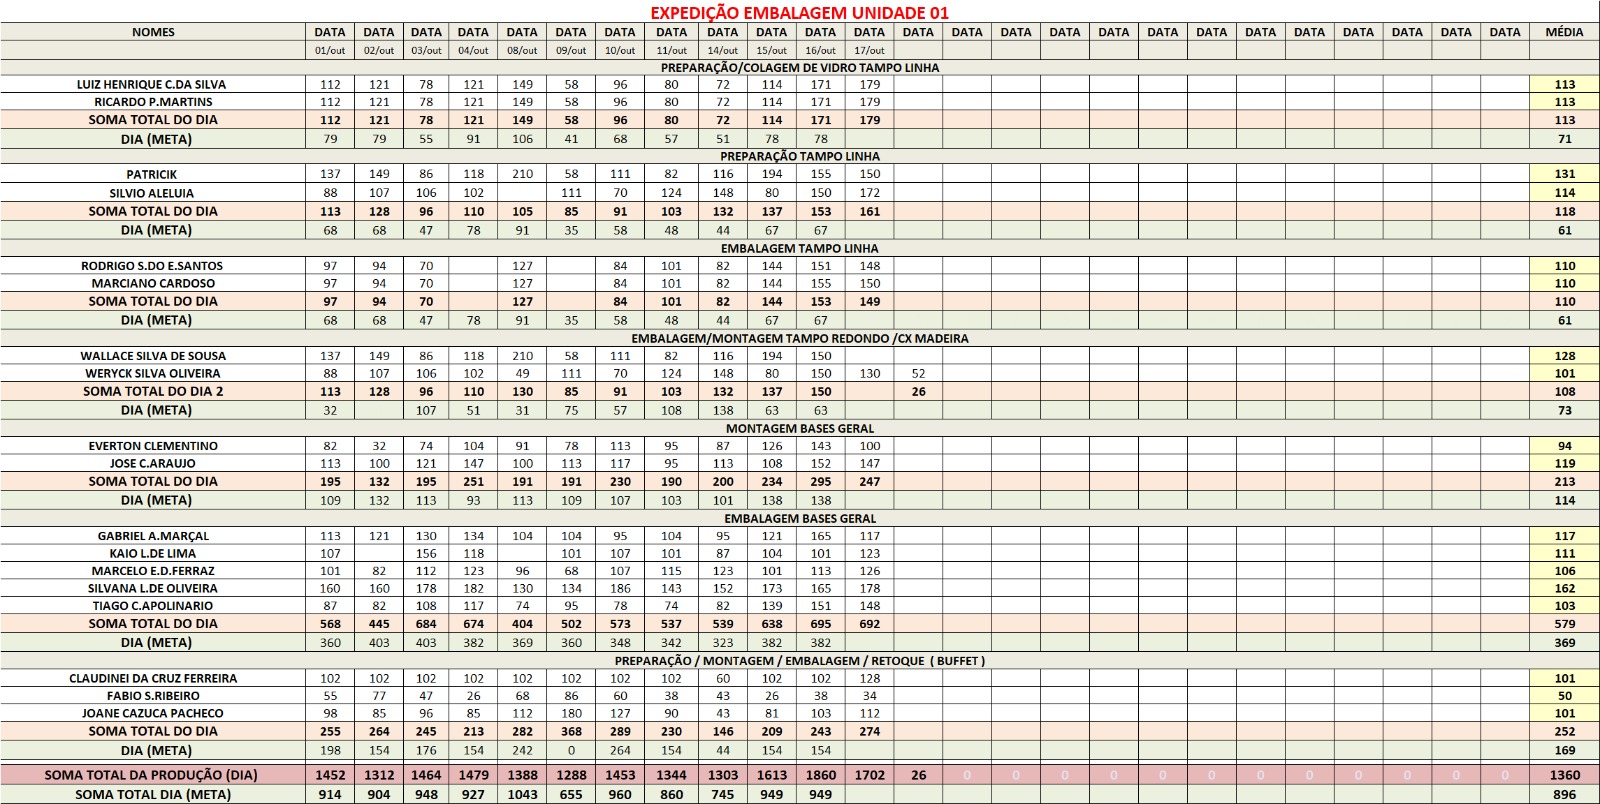 EXPEDIÇÃO EMBALAGEM UNIDADE 01
NOMES DATA DATA DATA DATA DATA DATA DATA DATA DATA DATA DATA DATA DATA DATA DATA DATA DATA DATA DATA DATA DATA DATA DATA DATA DATA MÉDIA
01/out 02/out 03/out 04/out 08/out 09/out 10/out 11/out 14/out 15/out 16/out 17/out
PREPARAÇÃO/COLAGEM DE VIDRO TAMPO LINHA
LUIZ HENRIQUE C.DA SILVA 112 121 78 121 149 58 96 80 72 114 171 179 113
RICARDO P.MARTINS 112 121 78 121 149 58 96 80 72 114 171 179 113
SOMA TOTAL DO DIA 112 121 78 121 149 58 96 80 72 114 171 179 113
DIA (META) 79 79 55 91 106 41 68 57 51 78 78 71
PREPARAÇÃO TAMPO LINHA
PATRICIK 137 149 86 118 210 58 111 82 116 194 155 150 131
SILVIO ALELUIA 88 107 106 102 111 70 124 148 80 150 172 114
SOMA TOTAL DO DIA 113 128 96 110 105 85 91 103 132 137 153 161 118
DIA (META) 68 68 47 78 91 35 58 48 44 67 67 61
EMBALAGEM TAMPO LINHA
RODRIGO S.DO E.SANTOS 97 94 70 127 84 101 82 144 151 148 110
MARCIANO CARDOSO 97 94 70 127 84 101 82 144 155 150 110
SOMA TOTAL DO DIA 97 94 70 127 84 101 82 144 153 149 110
DIA (META) 68 68 47 78 91 35 58 48 44 67 67 61
EMBALAGEM/MONTAGEM TAMPO REDONDO /CX MADEIRA
WALLACE SILVA DE SOUSA 137 149 86 118 210 58 111 82 116 194 150 128
WERYCK SILVA OLIVEIRA 88 107 106 102 49 111 70 124 148 80 150 130 52 101
SOMA TOTAL DO DIA 2 113 128 96 110 130 85 91 103 132 137 150 26 108
DIA (META) 32 107 51 31 75 57 108 138 63 63 73
MONTAGEM BASES GERAL
EVERTON CLEMENTINO 82 32 74 104 91 78 113 95 87 126 143 100 94
JOSE C.ARAUJO 113 100 121 147 100 113 117 95 113 108 152 147 119
SOMA TOTAL DO DIA 195 132 195 251 191 191 230 190 200 234 295 247 213
DIA (META) 109 132 113 93 113 109 107 103 101 138 138 114
EMBALAGEM BASES GERAL
GABRIEL A.MARÇAL 113 121 130 134 104 104 95 104 95 121 165 117 117
KAIO L.DE LIMA 107 156 118 101 107 101 87 104 101 123 111
MARCELO E.D.FERRAZ 101 82 112 123 96 68 107 115 123 101 113 126 106
SILVANA L.DE OLIVEIRA 160 160 178 182 130 134 186 143 152 173 165 178 162
TIAGO C.APOLINARIO 87 82 108 117 74 95 78 74 82 139 151 148 103
SOMA TOTAL DO DIA 568 445 684 674 404 502 573 537 539 638 695 692 579
DIA (META) 360 403 403 382 369 360 348 342 323 382 382 369
PREPARAÇÃO / MONTAGEM / EMBALAGEM / RETOQUE ( BUFFET )
CLAUDINEI DA CRUZ FERREIRA 102 102 102 102 102 102 102 102 60 102 102 128 101
FABIO S.RIBEIRO 55 77 47 26 68 86 60 38 43 26 38 34 50
JOANE CAZUCA PACHECO 98 85 96 85 112 180 127 90 43 81 103 112 101
SOMA TOTAL DO DIA 255 264 245 213 282 368 289 230 146 209 243 274 252
DIA (META) 198 154 176 154 242 0 264 154 44 154 154 169
SOMA TOTAL DA PRODUÇÃO (DIA) 1452 1312 1464 1479 1388 1288 1453 1344 1303 1613 1860 1702 26 0 0 0 0 0 0 0 0 0 0 0 0 1360
SOMA TOTAL DIA (META) 914 904 948 927 1043 655 960 860 745 949 949 896